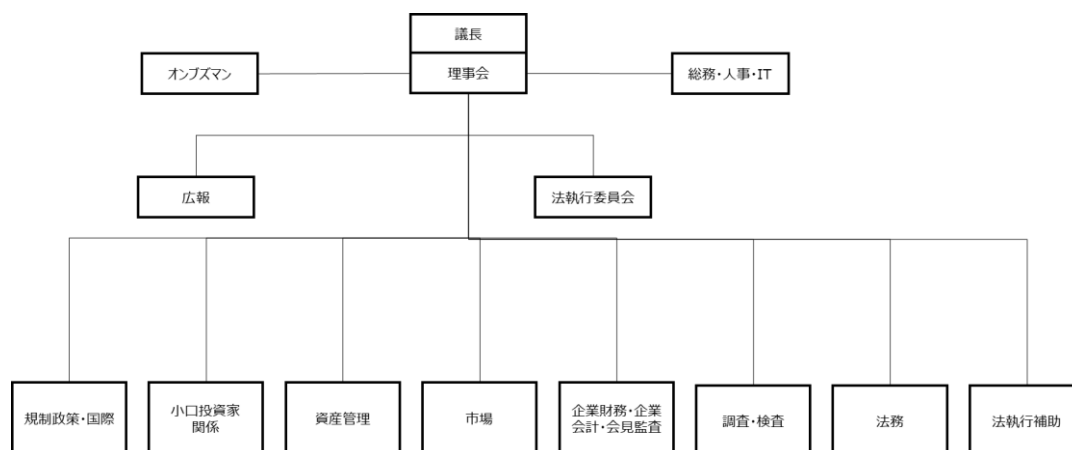 議長
オンブズマン
理事会
総務・人事・IT
広報
法執行委員会
規制政策・国際
小口投資家
関係
資産管理
市場
企業財務・企業
会計・会見監査
調査・検査
法務
法執行補助